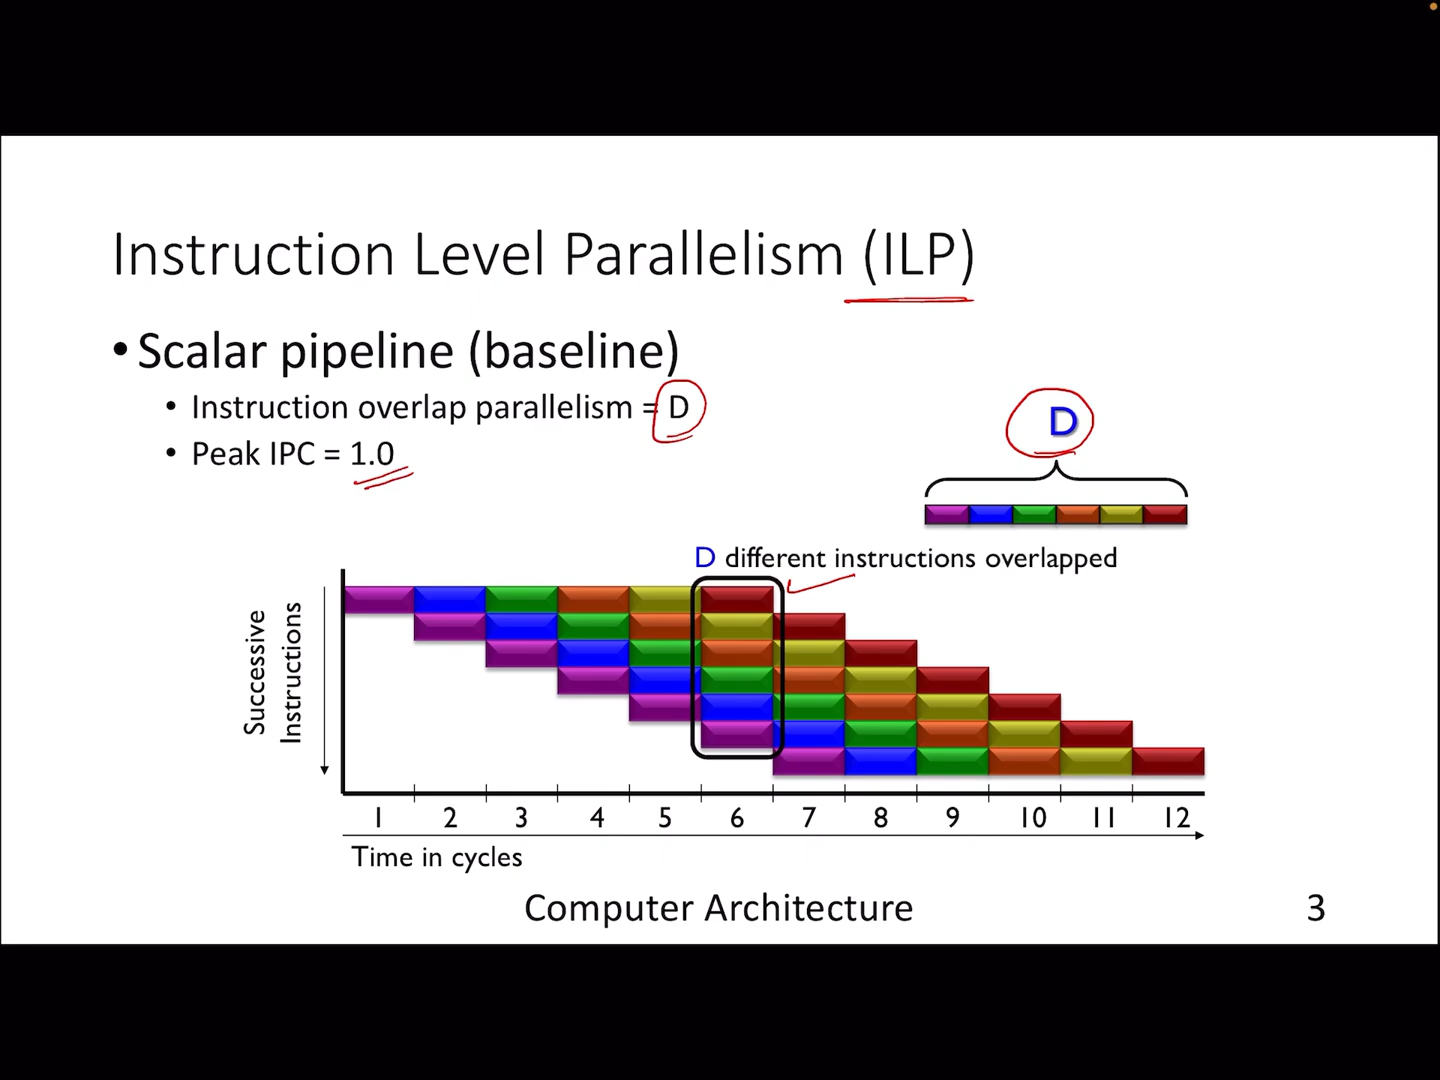 Instruction Level Parallelism (ILP)
• Scalar pipeline (baseline)
• Instruction overlap parallelism = D
• Peak IPC = 1.0
D
D different instructions overlapped
Successive
Instructions
1 2 3 4 5 6 7 8 9 10 11 12
Time in cycles
Computer Architecture
3